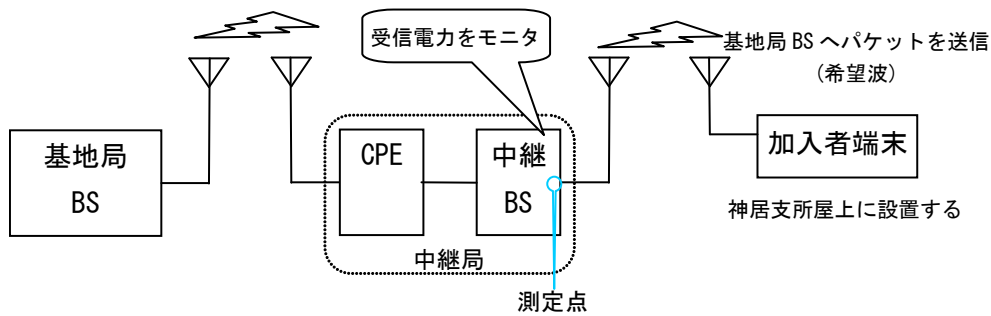 受信電力をモニタ
基地局 BS へパケットを送信
(希望波)
基地局
BS
CPE
中継
BS
加入者端末
神居支所屋上に設置する
中継局
測定点